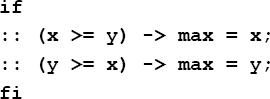 if
:: (x >= y) -> max = x;
:: (y >= x) -> max = y;
fi